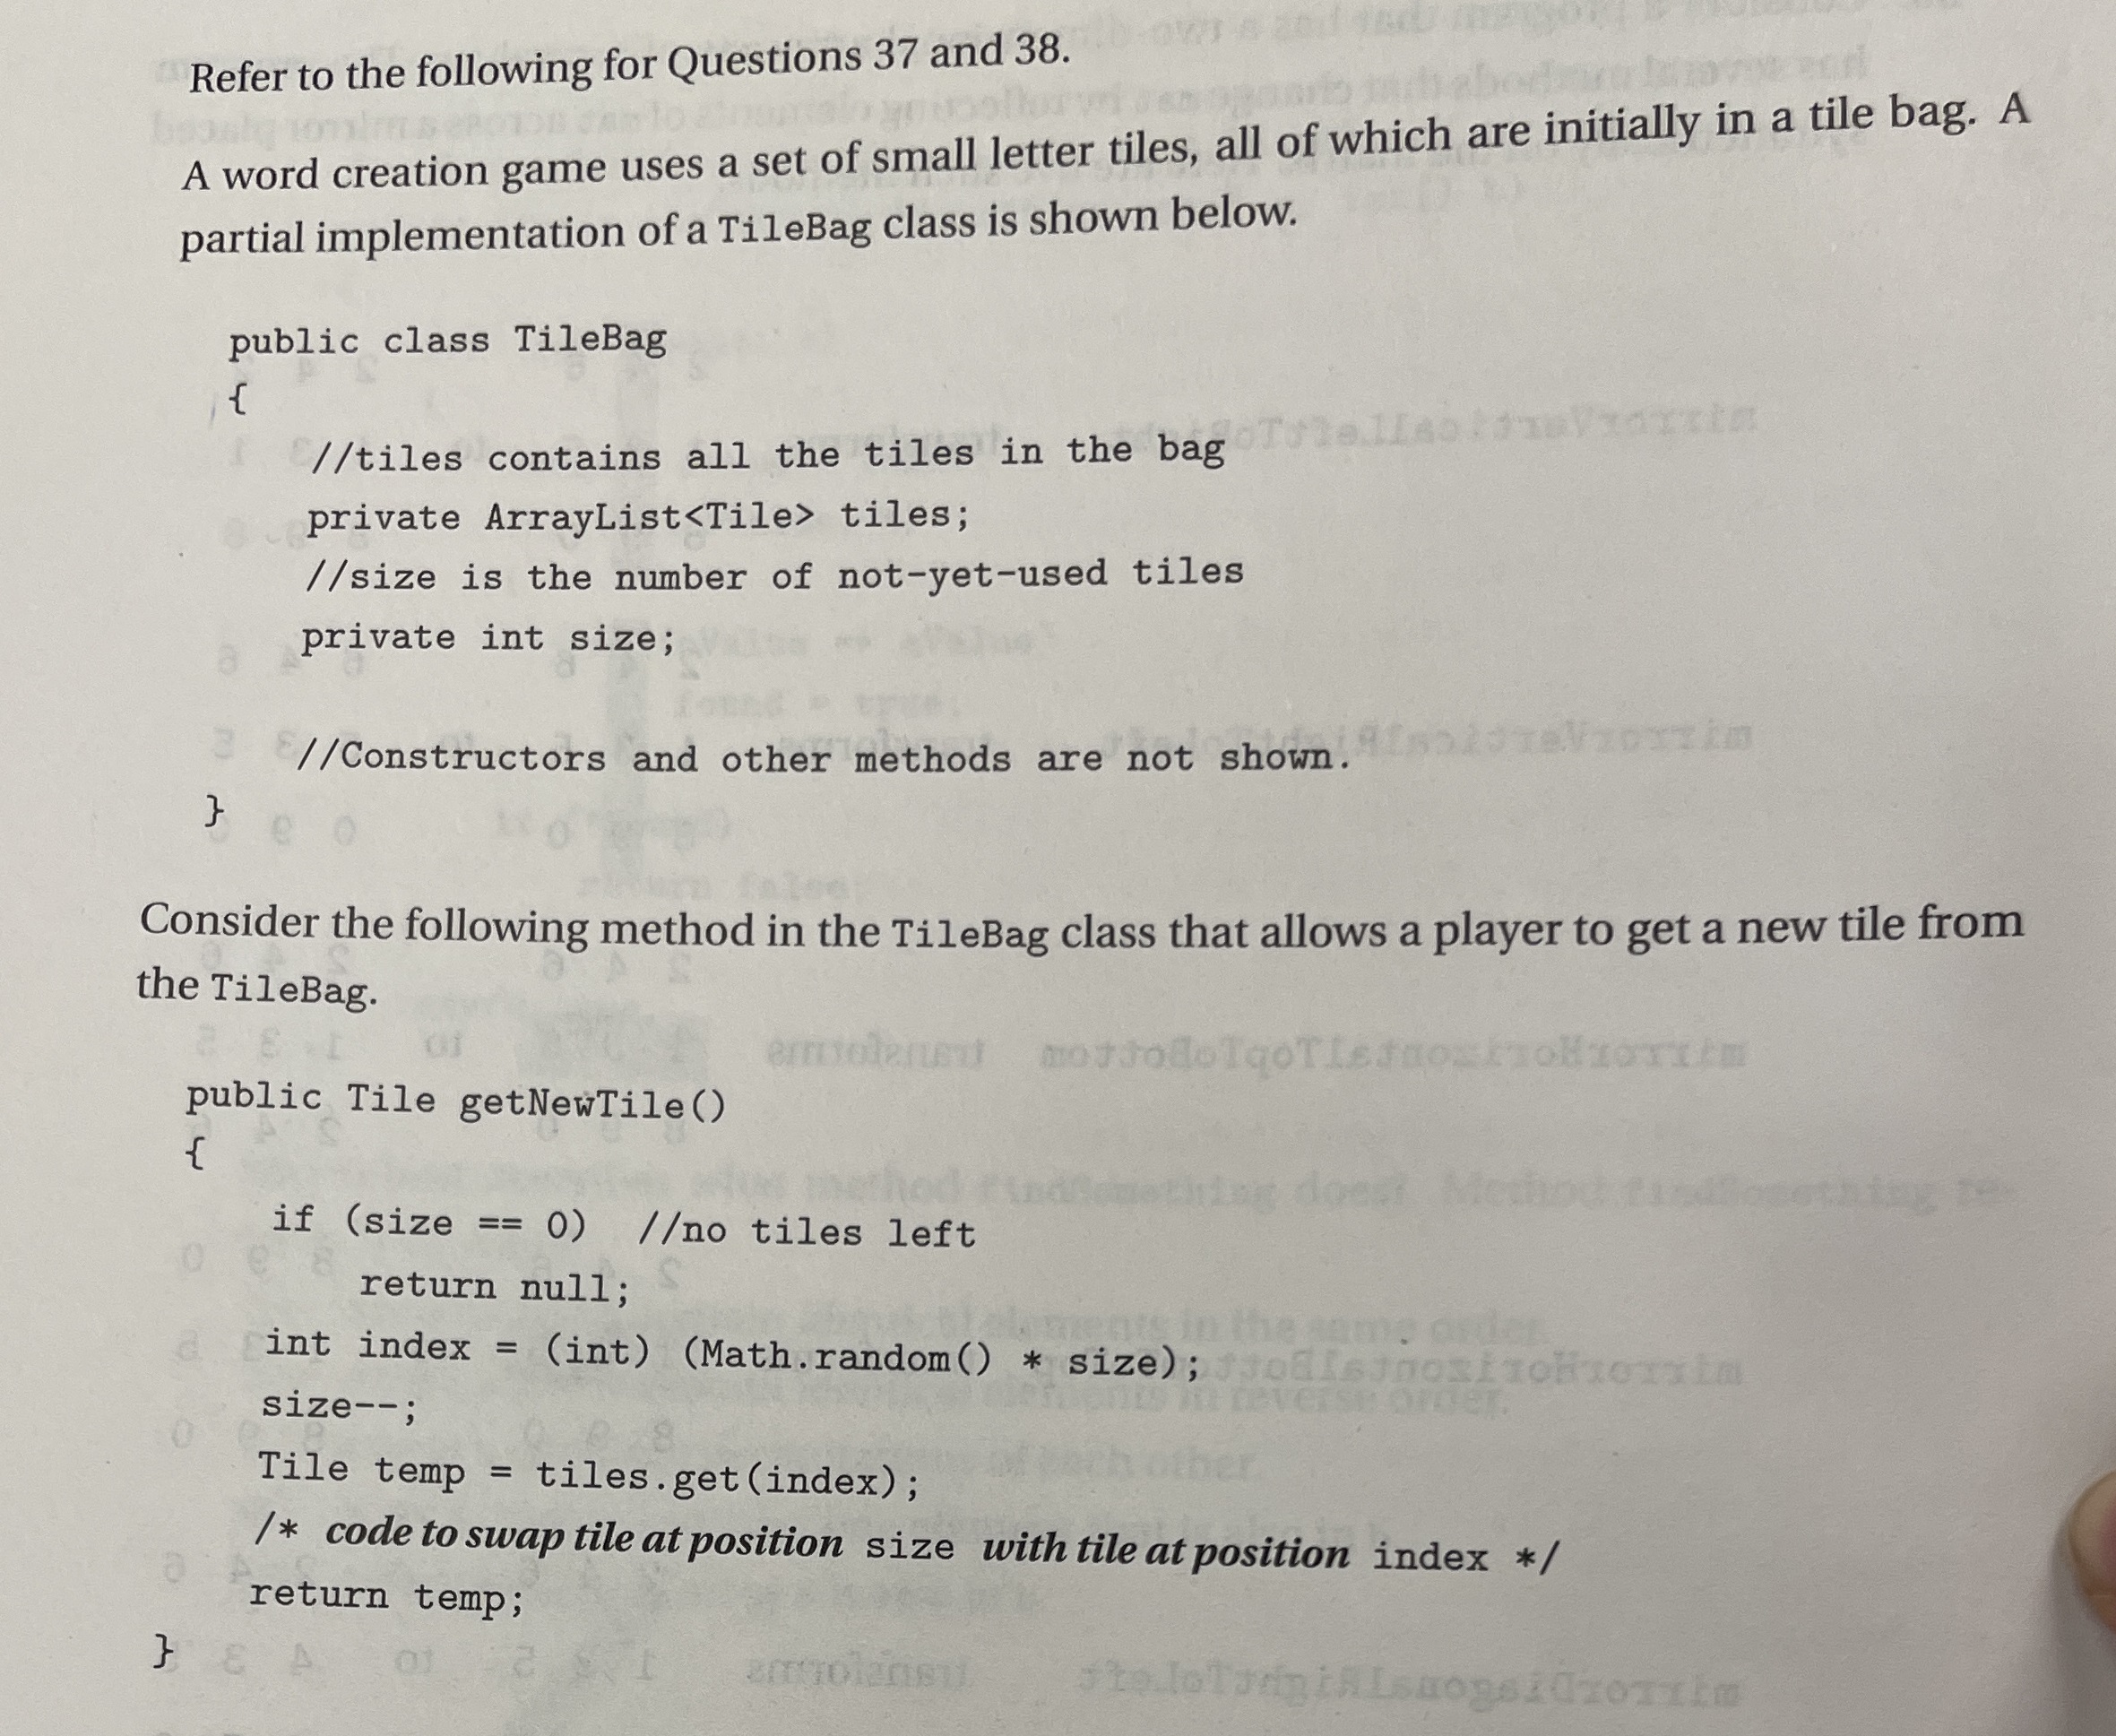 Refer to the following for Questions 37 and 38.
A word creation game uses a set of small letter tiles, all of which are initially in a tile bag. A
partial implementation of a TileBag class is shown below.
public class TileBag
{
//tiles contains all the tiles in the bag
private ArrayList<Tile> tiles;
//size is the number of not-yet-used tiles
private int size;
//Constructors and other methods are not shown.
}
Consider the following method in the TileBag class that allows a player to get a new tile from
the TileBag.
public Tile getNewTile()
{
if (size == 0)  //no tiles left
return null;
int index = (int) (Math.random() * size);
size--;
Tile temp = tiles.get(index);
/* code to swap tile at position size with tile at position index */
return temp;
}